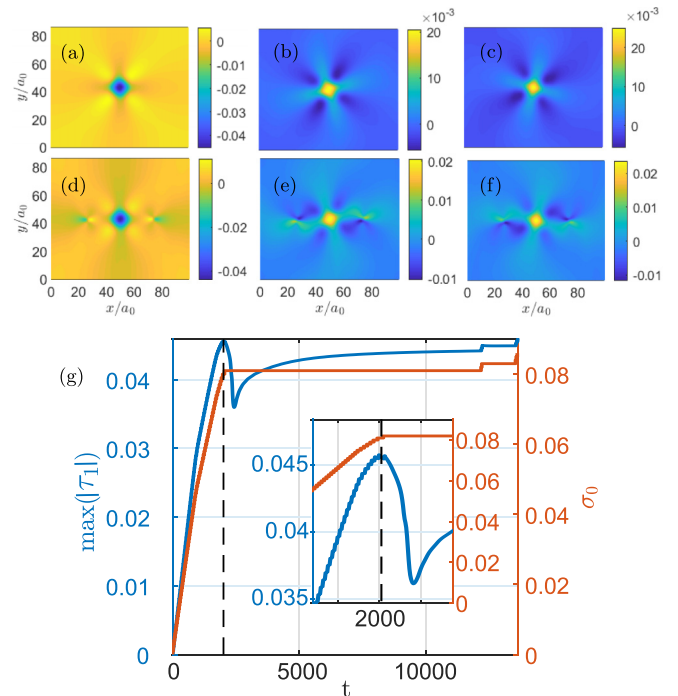 ×10⁻³ ×10⁻³
80 (a) 0 (b) 20 (c) 20
60 -0.01
y/a₀ 40 -0.02 10 10
20 -0.03
0 -0.04 0 0
80 (d) 0 (e) 0.02 (f) 0.02
60 0.01
y/a₀ 40 -0.02 0.01
20 0 0
0 -0.04 -0.01 -0.01
0 20 40 60 80 0 20 40 60 80 0 20 40 60 80
x/a₀ x/a₀ x/a₀
(g)
0.04 0.08
0.03 0.06
0.02 0.04
0.01 0.02
0 0
max(|τ₁|)
σ₀
0.045 0.08
0.06
0.04 0.04
0.02
0.035 0
2000
0 5000 10000
t